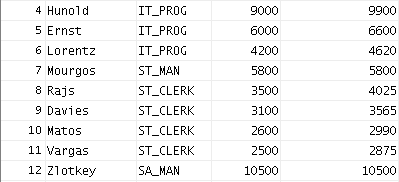 4 Hunold IT_PROG 9000 9900
5 Ernst IT_PROG 6000 6600
6 Lorentz IT_PROG 4200 4620
7 Mourgos ST_MAN 5800 5800
8 Rajs ST_CLERK 3500 4025
9 Davies ST_CLERK 3100 3565
10 Matos ST_CLERK 2600 2990
11 Vargas ST_CLERK 2500 2875
12 Zlotkey SA_MAN 10500 10500